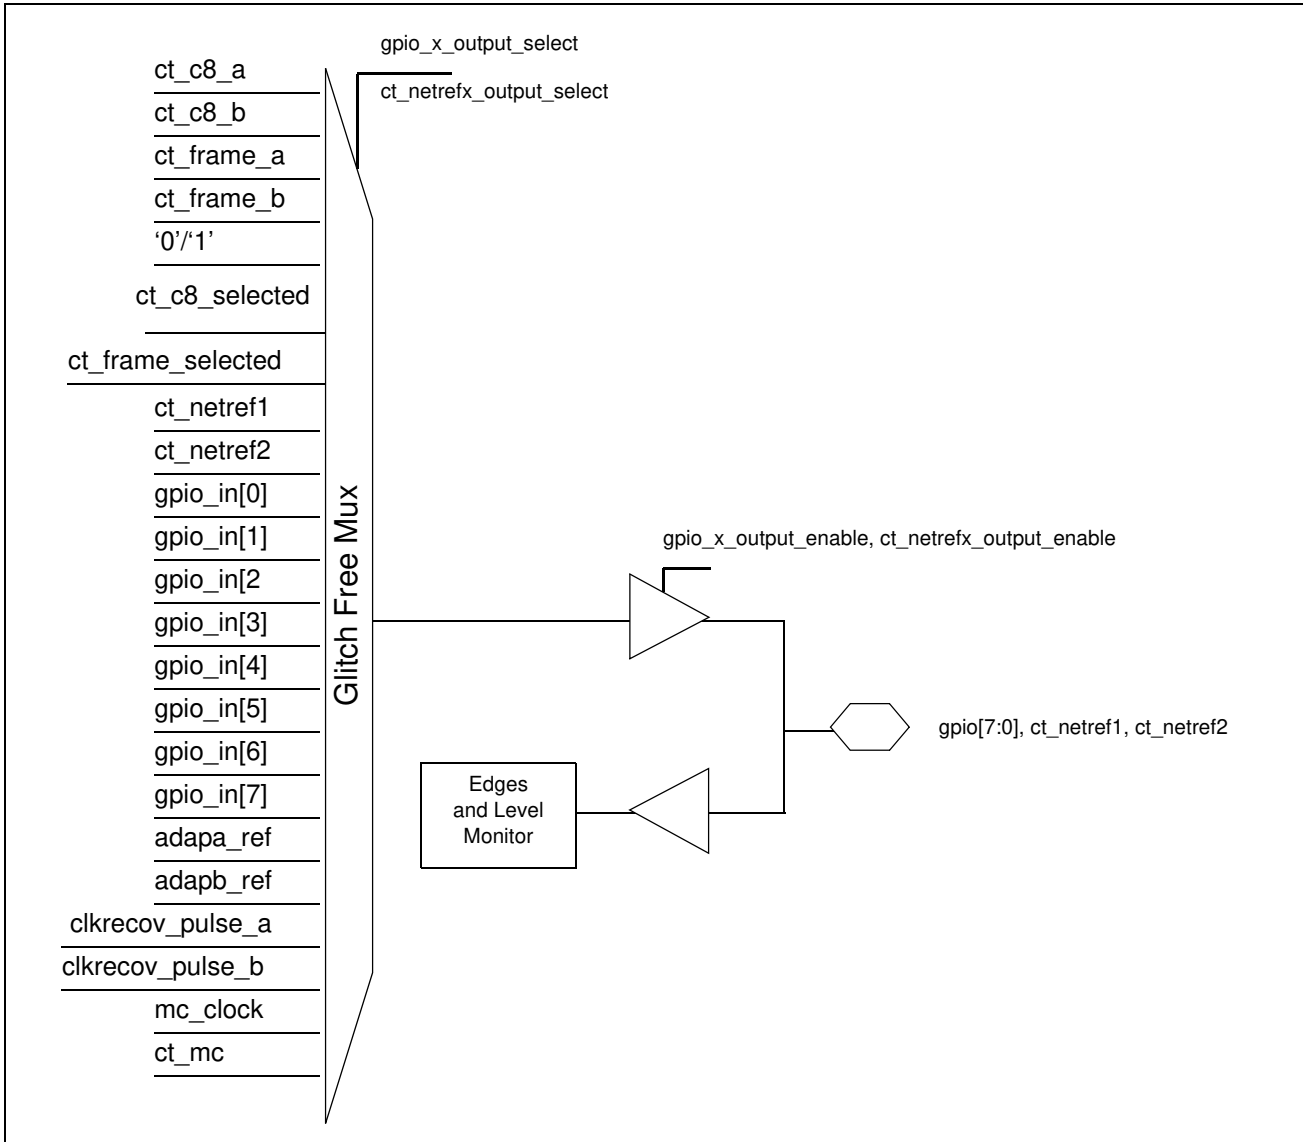 gpio_x_output_select
ct_netrefx_output_select
ct_c8_a
ct_c8_b
ct_frame_a
ct_frame_b
‘0’/‘1’
ct_c8_selected
ct_frame_selected
ct_netref1
ct_netref2
gpio_in[0]
gpio_in[1]
gpio_in[2
gpio_in[3]
gpio_in[4]
gpio_in[5]
gpio_in[6]
gpio_in[7]
adapa_ref
adapb_ref
clkrecov_pulse_a
clkrecov_pulse_b
mc_clock
ct_mc
Glitch Free Mux
gpio_x_output_enable, ct_netrefx_output_enable
gpio[7:0], ct_netref1, ct_netref2
Edges
and Level
Monitor